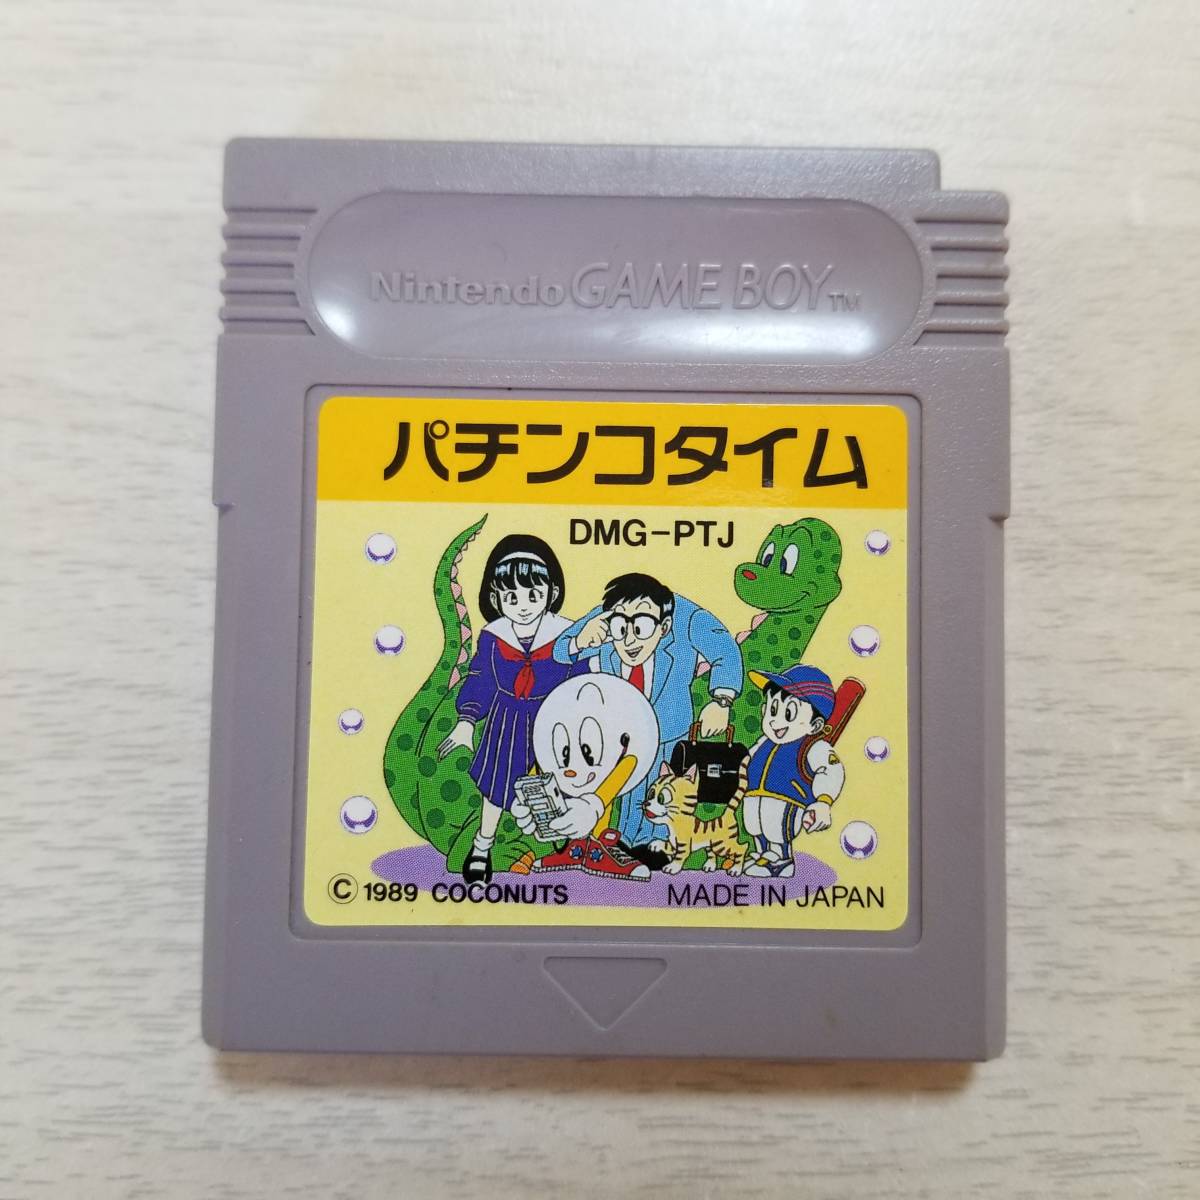 Nintendo GAME BOY TM
パチンコタイム
DMG-PTJ
© 1989 COCONUTS MADE IN JAPAN